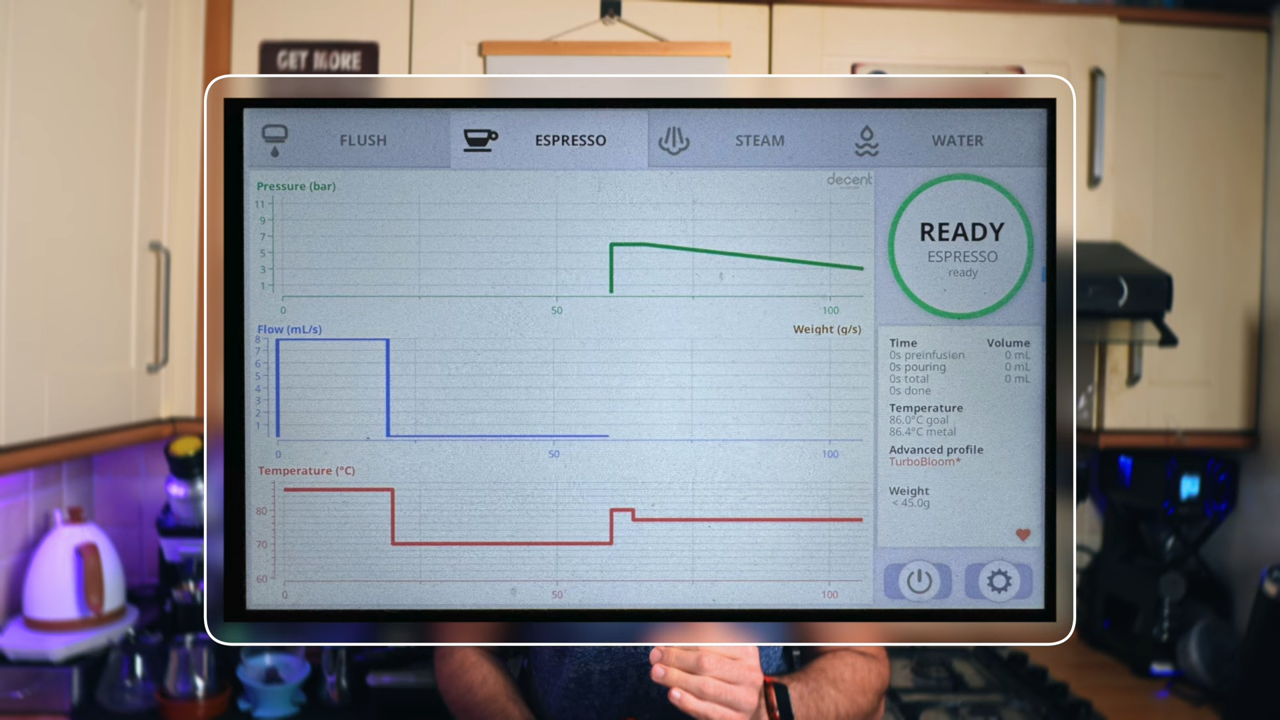 GET MORE
FLUSH
ESPRESSO
STEAM
WATER
decent
Pressure (bar)
11
9
7
5
3
1
0
50
100
Flow (mL/s)
Weight (g/s)
8
7
6
5
4
3
2
1
0
50
100
Temperature (°C)
80
70
60
0
50
100
READY
ESPRESSO
ready
Time Volume
0s preinfusion 0 mL
0s pouring 0 mL
0s total 0 mL
0s done
Temperature
86.0°C goal
86.4°C metal
Advanced profile
TurboBloom*
Weight
< 45.0g